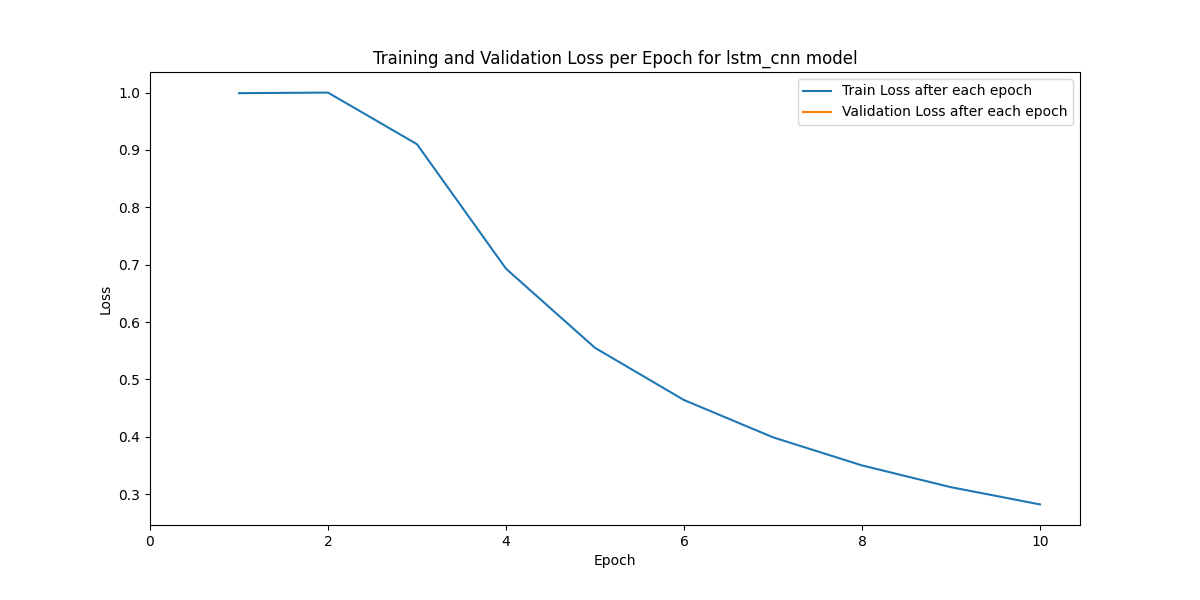 Training and Validation Loss per Epoch for lstm_cnn model
Train Loss after each epoch
Validation Loss after each epoch
1.0
0.9
0.8
0.7
0.6
0.5
0.4
0.3
Loss
0 2 4 6 8 10
Epoch